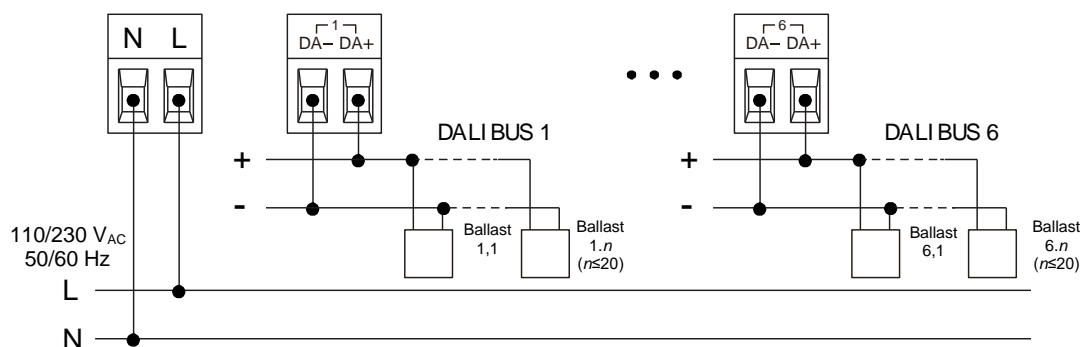 N L
1
DA– DA+
6
DA– DA+
DALI BUS 1
DALI BUS 6
+
+
-
-
Ballast
1,1
Ballast
1.n
(n≤20)
Ballast
6,1
Ballast
6.n
(n≤20)
110/230 VAC
50/60 Hz
L
N